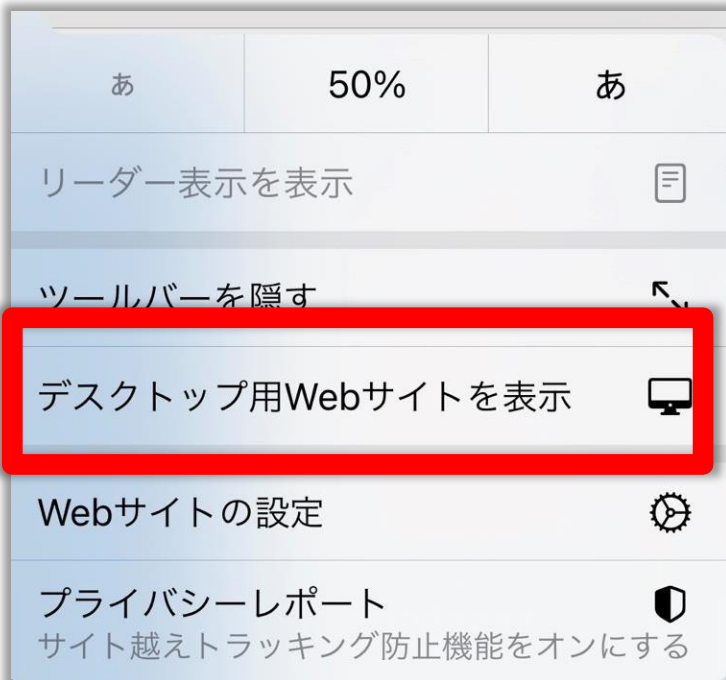 あ 50% あ
リーダー表示を表示
ツールバーを隠す
デスクトップ用Webサイトを表示
Webサイトの設定
プライバシーレポート
サイト越えトラッキング防止機能をオンにする